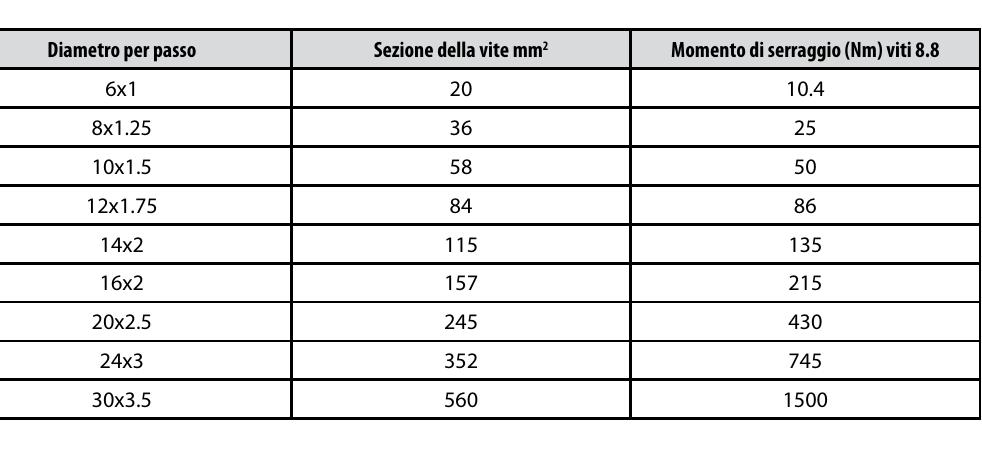 Diametro per passo Sezione della vite mm² Momento di serraggio (Nm) viti 8.8
6x1 20 10.4
8x1.25 36 25
10x1.5 58 50
12x1.75 84 86
14x2 115 135
16x2 157 215
20x2.5 245 430
24x3 352 745
30x3.5 560 1500